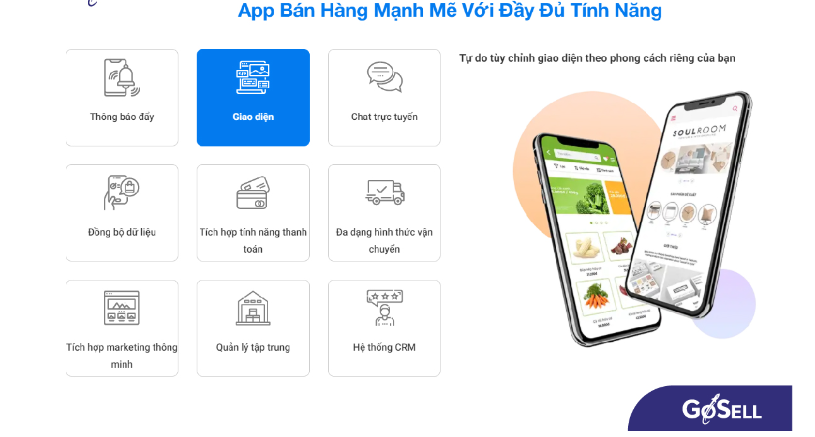 App Bán Hàng Mạnh Mẽ Với Đầy Đủ Tính Năng
Thông báo đẩy
Giao diện
Chat trực tuyến
Tự do tùy chỉnh giao diện theo phong cách riêng của bạn
Đồng bộ dữ liệu
Tích hợp tính năng thanh
toán
Đa dạng hình thức vận
chuyển
Tích hợp marketing thông
minh
Quản lý tập trung
Hệ thống CRM
SOULROOM
GoSELL